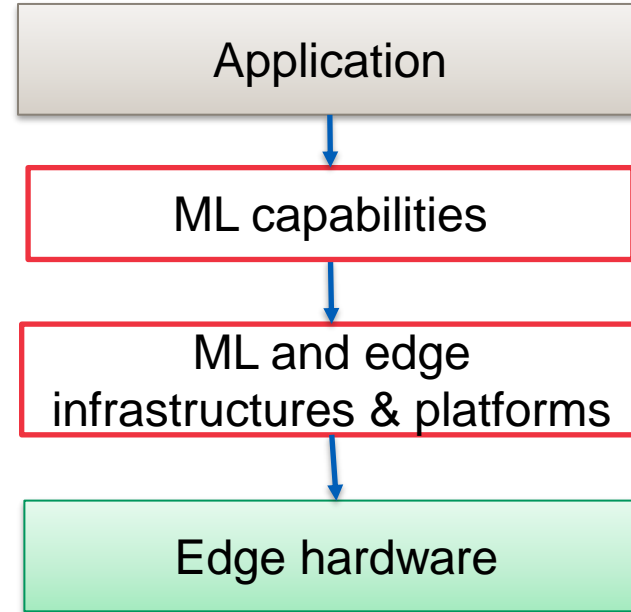 Application
ML capabilities
ML and edge
infrastructures & platforms
Edge hardware